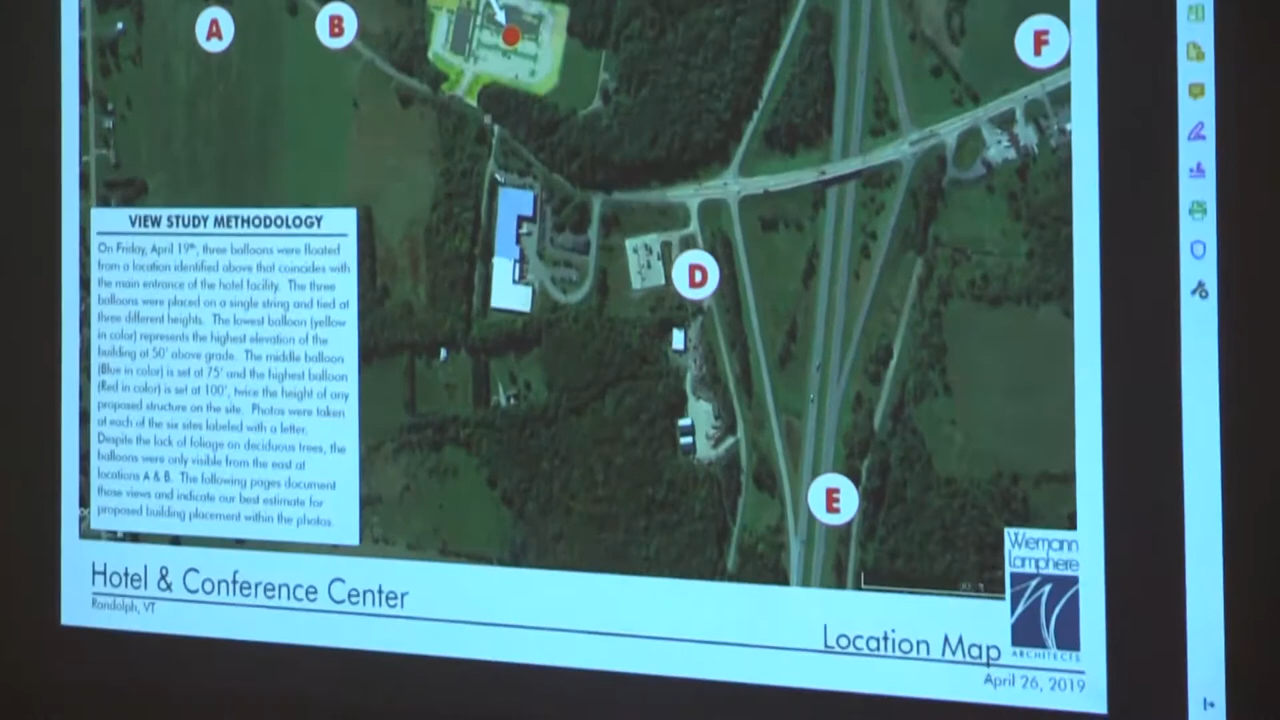 A
B
F
VIEW STUDY METHODOLOGY
On Friday, April 19th, three balloons were floated
from a location identified above that coincides with
the main entrance of the hotel facility. The three
balloons were placed on a single string and tied at
three different heights. The lowest balloon (yellow
in color) represents the highest elevation of the
building at 50' above grade. The middle balloon
(Blue in color) is set at 75' and the highest balloon
(Red in color) is set at 100', twice the height of any
proposed structure on the site. Photos were taken
at each of the six sites labeled with a letter.
Despite the lack of foliage on deciduous trees, the
balloons were only visible from the east at
locations A & B. The following pages document
those views and indicate our best estimate for
proposed building placement within the photos.
D
E
Hotel & Conference Center
Randolph, VT
Wiemann
Lamphere
ARCHITECTS
Location Map
April 26, 2019